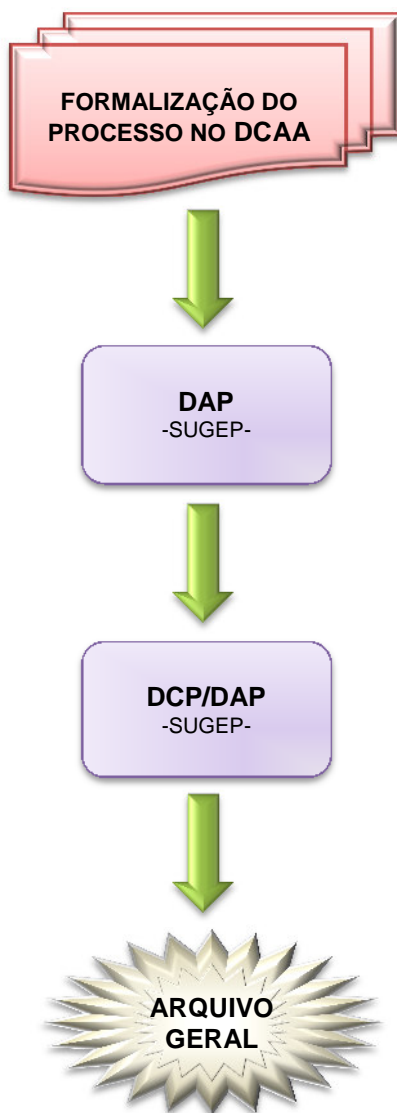 FORMALIZAÇÃO DO
PROCESSO NO DCAA
DAP
-SUGEP-
DCP/DAP
-SUGEP-
ARQUIVO
GERAL